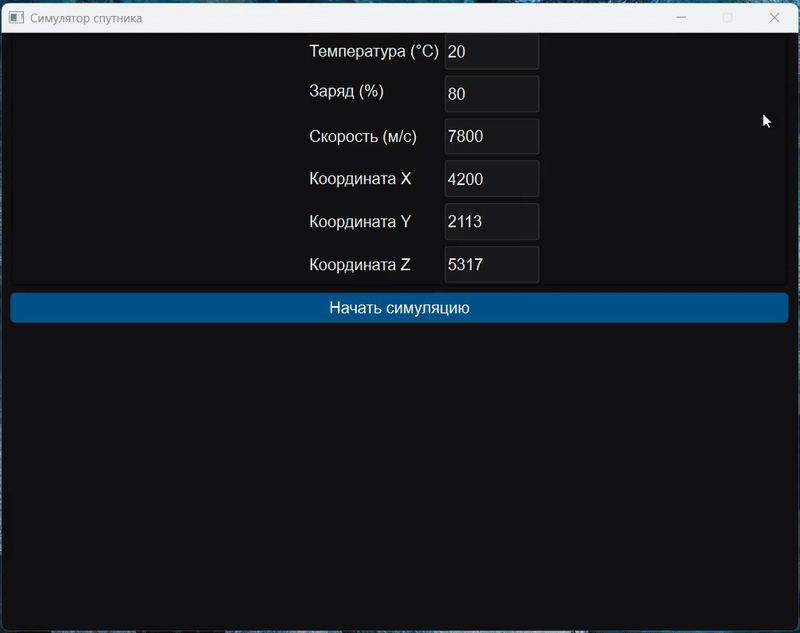 Симулятор спутника
Температура (°C) 20
Заряд (%) 80
Скорость (м/с) 7800
Координата X 4200
Координата Y 2113
Координата Z 5317
Начать симуляцию